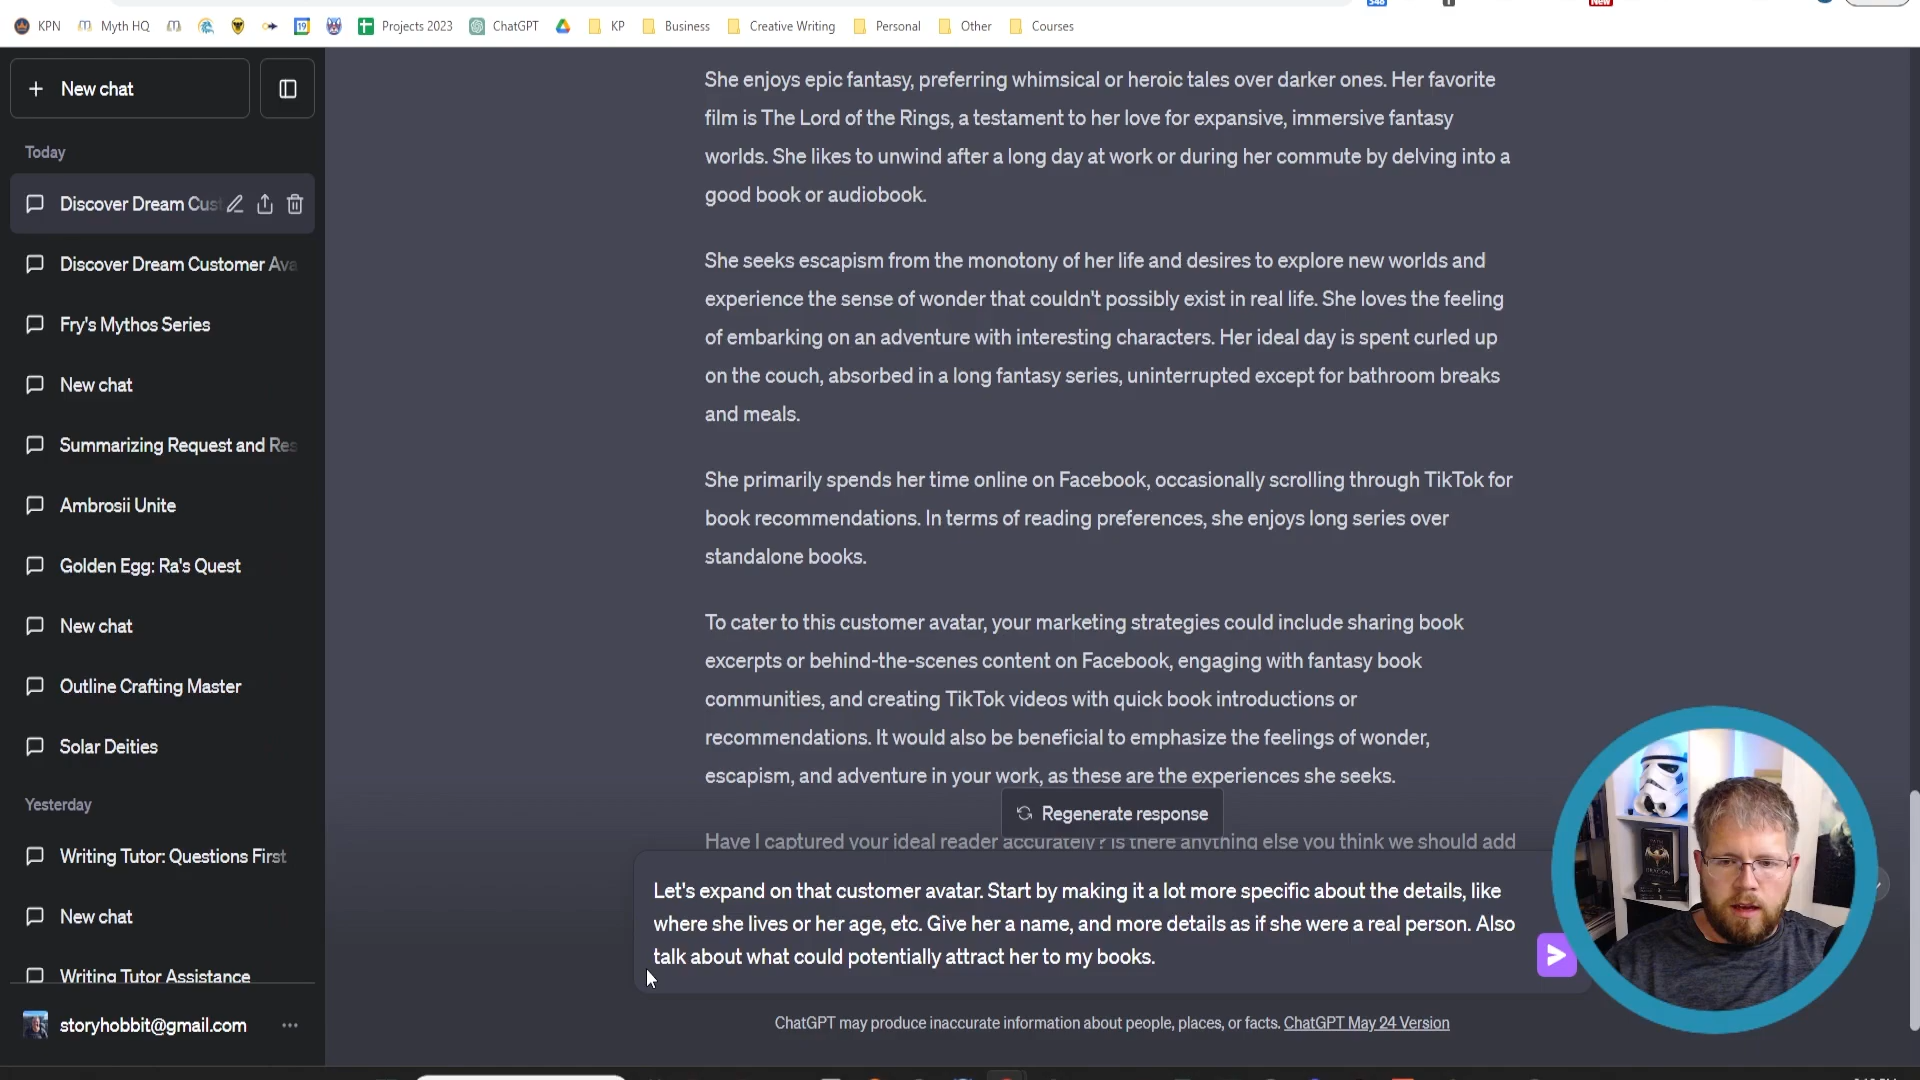 KPN
Myth HQ
19
Projects 2023
ChatGPT
KP
Business
Creative Writing
Personal
Other
Courses
New
New chat
Today
Discover Dream Cus
Discover Dream Customer Ava
Fry's Mythos Series
New chat
Summarizing Request and Res
Ambrosii Unite
Golden Egg: Ra's Quest
New chat
Outline Crafting Master
Solar Deities
Yesterday
Writing Tutor: Questions First
New chat
Writing Tutor Assistance
storyhobbit@gmail.com
She enjoys epic fantasy, preferring whimsical or heroic tales over darker ones. Her favorite
film is The Lord of the Rings, a testament to her love for expansive, immersive fantasy
worlds. She likes to unwind after a long day at work or during her commute by delving into a
good book or audiobook.
She seeks escapism from the monotony of her life and desires to explore new worlds and
experience the sense of wonder that couldn't possibly exist in real life. She loves the feeling
of embarking on an adventure with interesting characters. Her ideal day is spent curled up
on the couch, absorbed in a long fantasy series, uninterrupted except for bathroom breaks
and meals.
She primarily spends her time online on Facebook, occasionally scrolling through TikTok for
book recommendations. In terms of reading preferences, she enjoys long series over
standalone books.
To cater to this customer avatar, your marketing strategies could include sharing book
excerpts or behind-the-scenes content on Facebook, engaging with fantasy book
communities, and creating TikTok videos with quick book introductions or
recommendations. It would also be beneficial to emphasize the feelings of wonder,
escapism, and adventure in your work, as these are the experiences she seeks.
Regenerate response
Have I captured your ideal reader accurately? Is there anything else you think we should add
Let's expand on that customer avatar. Start by making it a lot more specific about the details, like
where she lives or her age, etc. Give her a name, and more details as if she were a real person. Also
talk about what could potentially attract her to my books.
ChatGPT may produce inaccurate information about people, places, or facts. ChatGPT May 24 Version